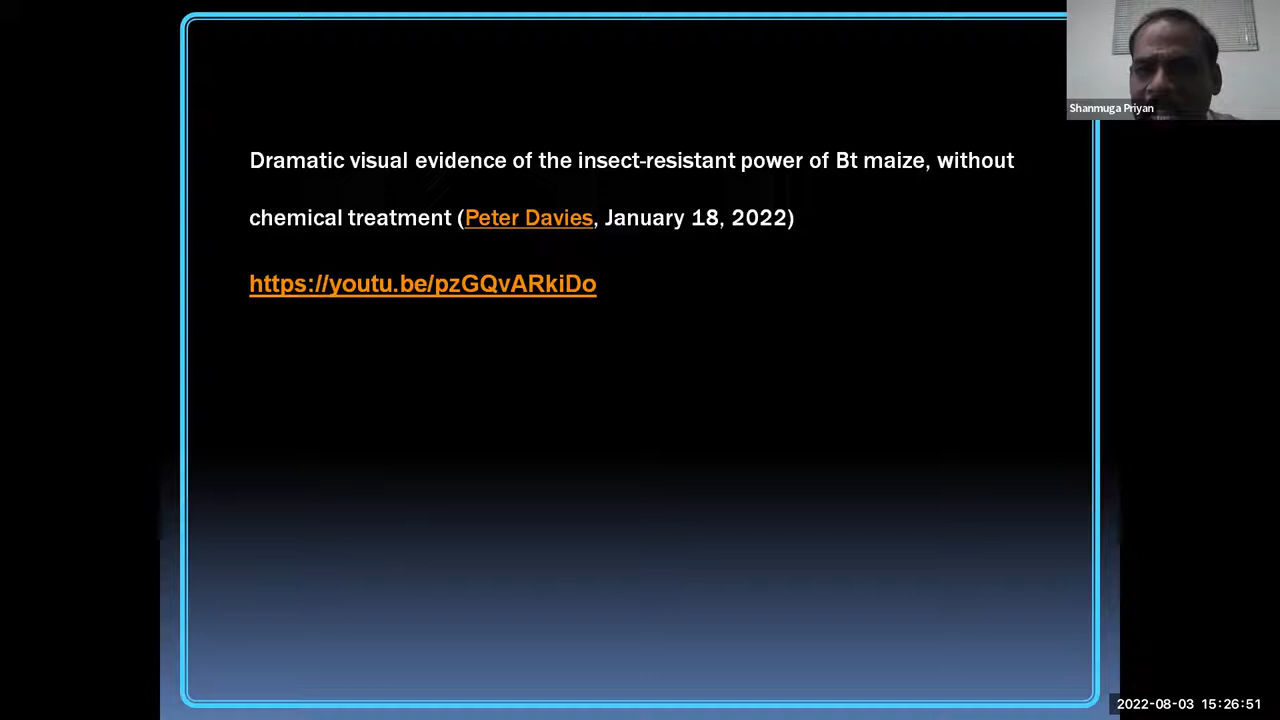 Shanmuga Priyan
Dramatic visual evidence of the insect-resistant power of Bt maize, without
chemical treatment (Peter Davies, January 18, 2022)
https://youtu.be/pzGQvARkiDo
2022-08-03 15:26:51